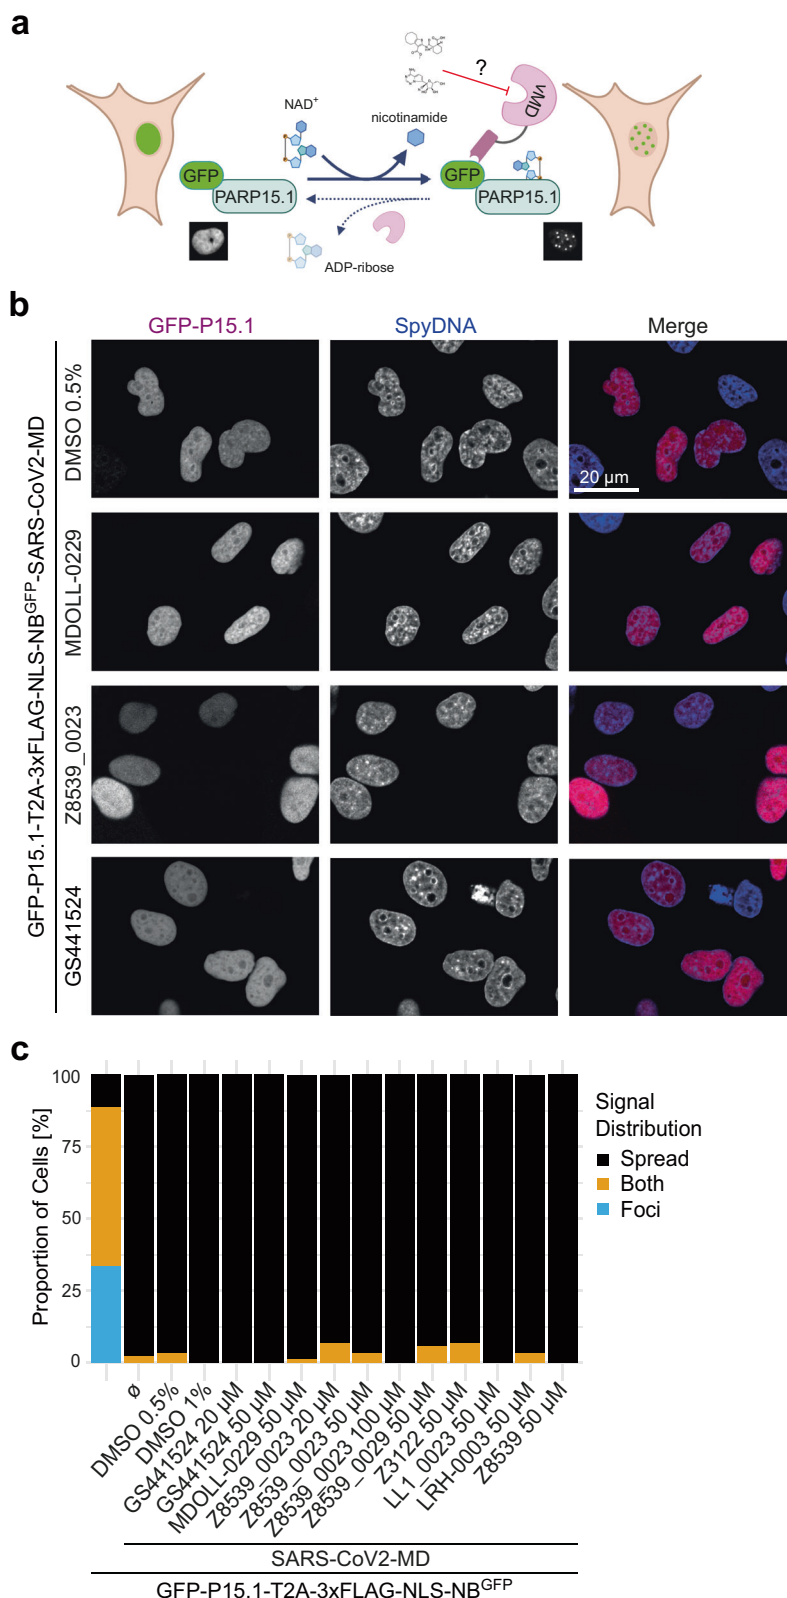 a
?
NAD+
nicotinamide
vMD
GFP
PARP15.1
GFP
PARP15.1
ADP-ribose
b
GFP-P15.1
SpyDNA
Merge
GFP-P15.1-T2A-3xFLAG-NLS-NBGFP-SARS-CoV2-MD
DMSO 0.5%
20 µm
MDOLL-0229
Z8539_0023
GS441524
c
Proportion of Cells [%]
100
75
50
25
0
Signal
Distribution
Spread
Both
Foci
ø
DMSO 0.5%
DMSO 1%
GS441524 20 µM
GS441524 50 µM
MDOLL-0229 50 µM
Z8539_0023 20 µM
Z8539_0023 50 µM
Z8539_0023 100 µM
Z8539_0029 50 µM
Z3122 50 µM
LL1_0023 50 µM
LRH-0003 50 µM
Z8539 50 µM
SARS-CoV2-MD
GFP-P15.1-T2A-3xFLAG-NLS-NBGFP